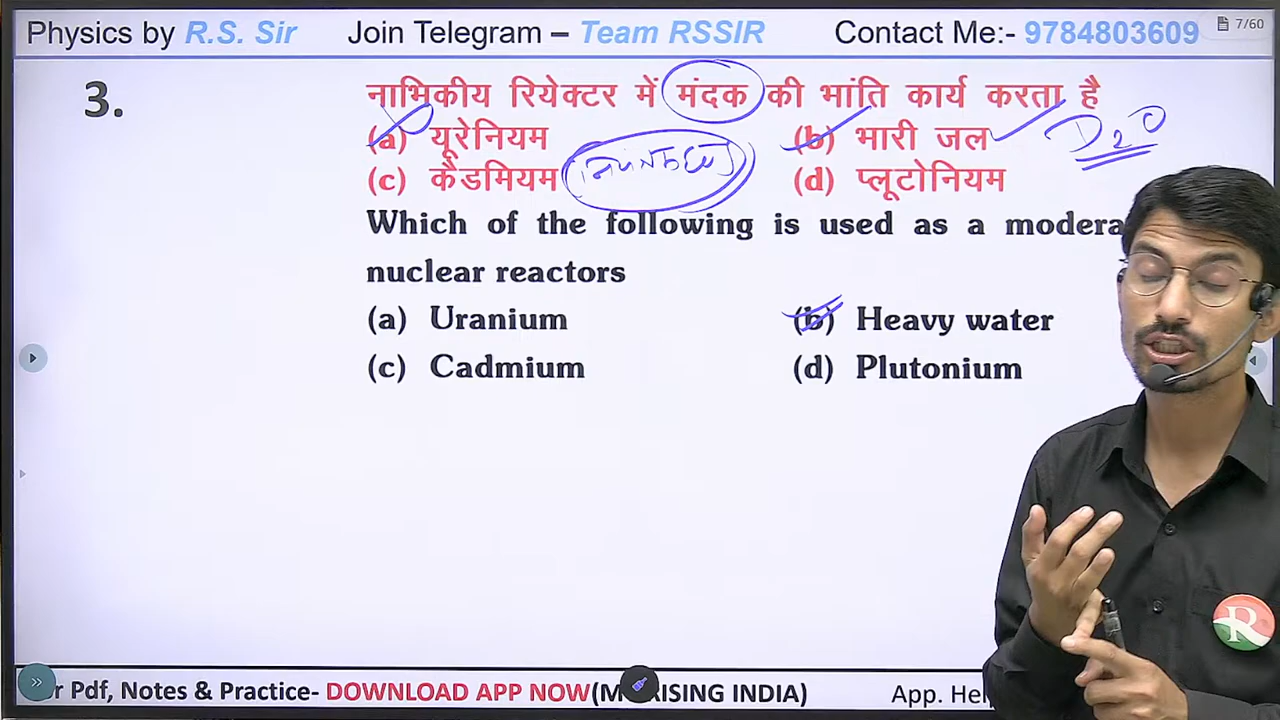 Physics by R.S. Sir Join Telegram – Team RSSIR Contact Me:- 9784803609 7/60
3. नाभिकीय रियेक्टर में मंदक की भांति कार्य करता है
(a) यूरेनियम (b) भारी जल D₂O
(c) कैडमियम (d) प्लूटोनियम
Which of the following is used as a modera
nuclear reactors
(a) Uranium (b) Heavy water
(c) Cadmium (d) Plutonium
r Pdf, Notes & Practice- DOWNLOAD APP NOW(M RISING INDIA) App. Hel
R